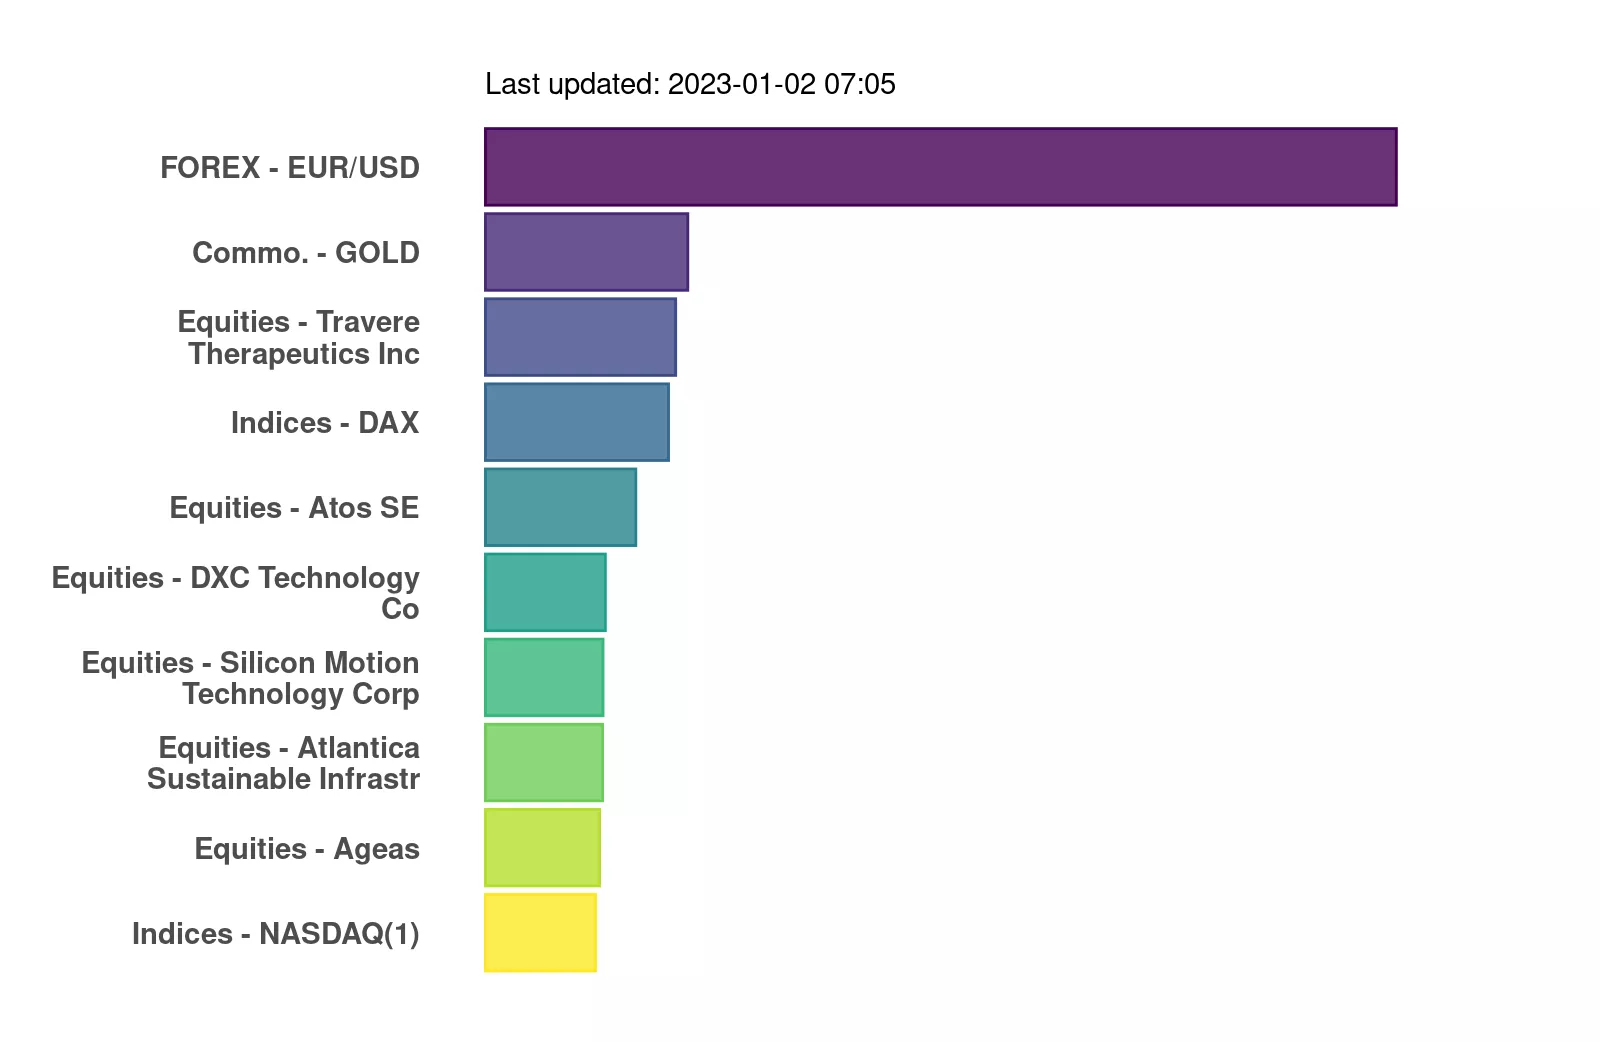 Last updated: 2023-01-02 07:05
FOREX - EUR/USD
Commo. - GOLD
Equities - Travere
Therapeutics Inc
Indices - DAX
Equities - Atos SE
Equities - DXC Technology
Co
Equities - Silicon Motion
Technology Corp
Equities - Atlantica
Sustainable Infrastr
Equities - Ageas
Indices - NASDAQ(1)